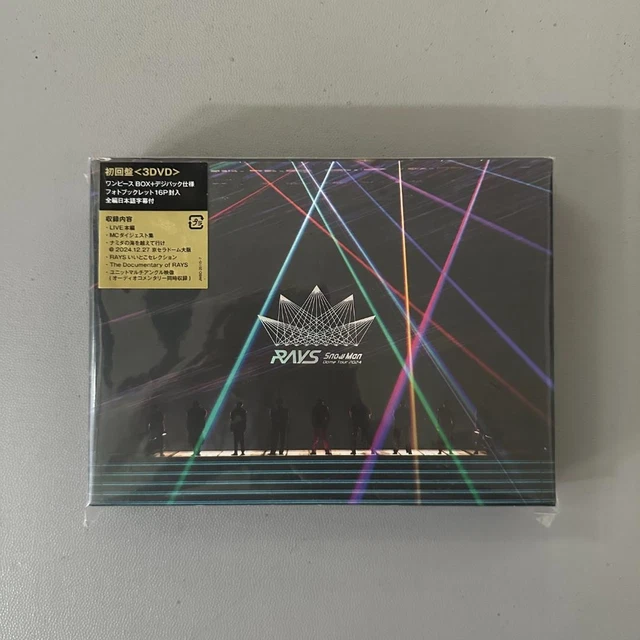 初回盤<3DVD>
ワンピースBOX+デジパック仕様
フォトブックレット16P封入
全編日本語字幕付
収録内容
・LIVE本編
・MCダイジェスト集
・ナミダの海を越えて行け
@ 2024.12.27 京セラドーム大阪
・RAYS いいとこセレクション
・The Documentary of RAYS
・ユニットマルチアングル映像
[オーディオコメンタリー同時収録]
RAYS
Snow Man
Dome Tour 2024